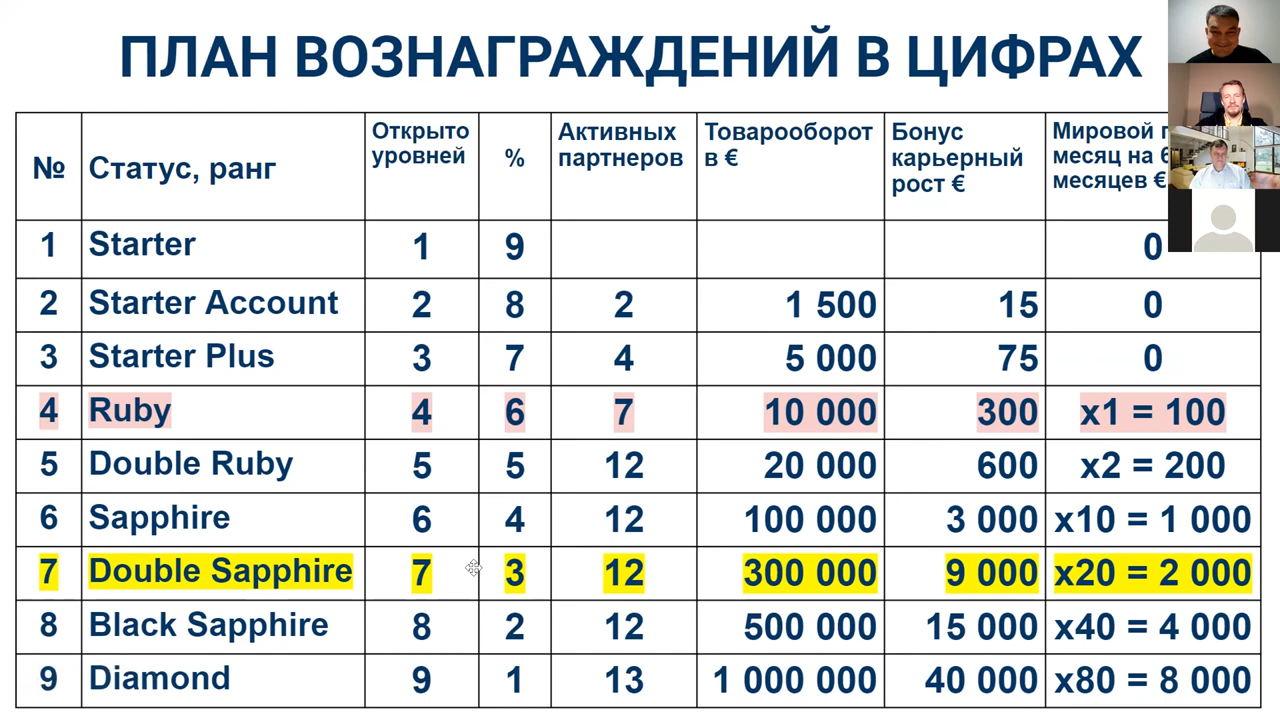 ПЛАН ВОЗНАГРАЖДЕНИЙ В ЦИФРАХ
№ Статус, ранг Открыто уровней % Активных партнеров Товарооборот в € Бонус карьерный рост € Мировой месяц на месяцев €
1 Starter 1 9 0
2 Starter Account 2 8 2 1 500 15 0
3 Starter Plus 3 7 4 5 000 75 0
4 Ruby 4 6 7 10 000 300 x1 = 100
5 Double Ruby 5 5 12 20 000 600 x2 = 200
6 Sapphire 6 4 12 100 000 3 000 x10 = 1 000
7 Double Sapphire 7 3 12 300 000 9 000 x20 = 2 000
8 Black Sapphire 8 2 12 500 000 15 000 x40 = 4 000
9 Diamond 9 1 13 1 000 000 40 000 x80 = 8 000